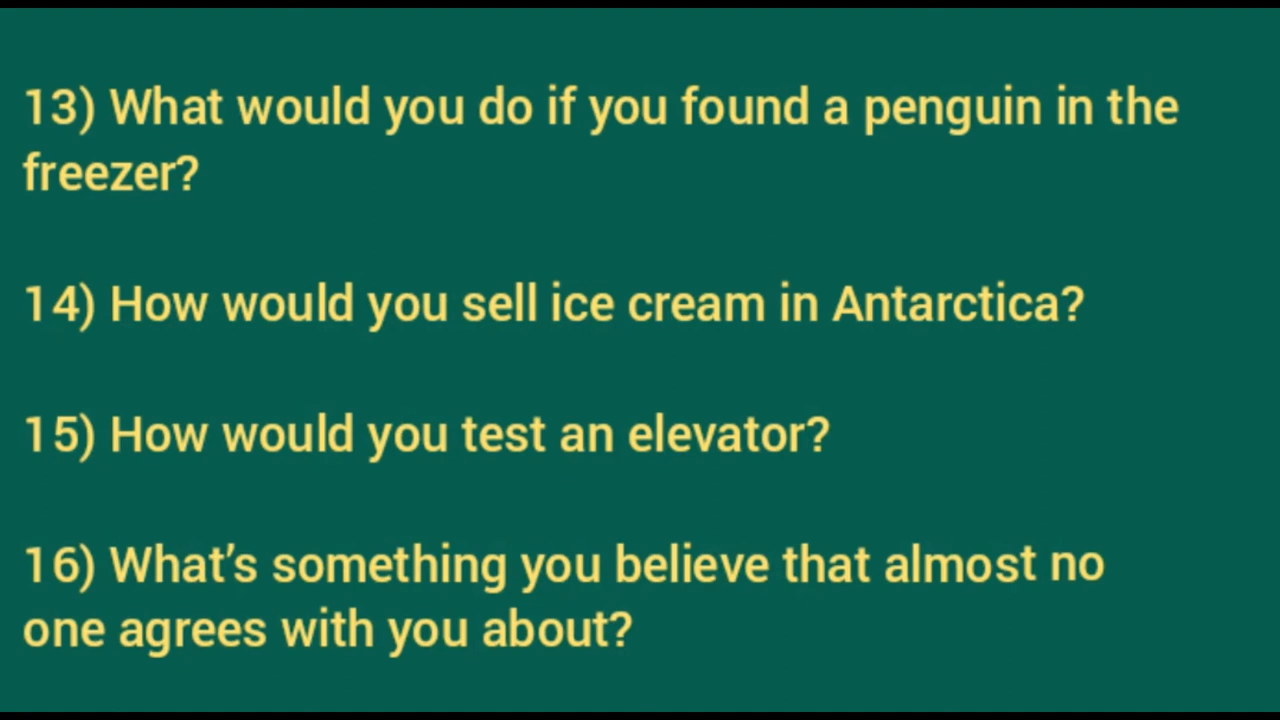 13) What would you do if you found a penguin in the
freezer?
14) How would you sell ice cream in Antarctica?
15) How would you test an elevator?
16) What's something you believe that almost no
one agrees with you about?